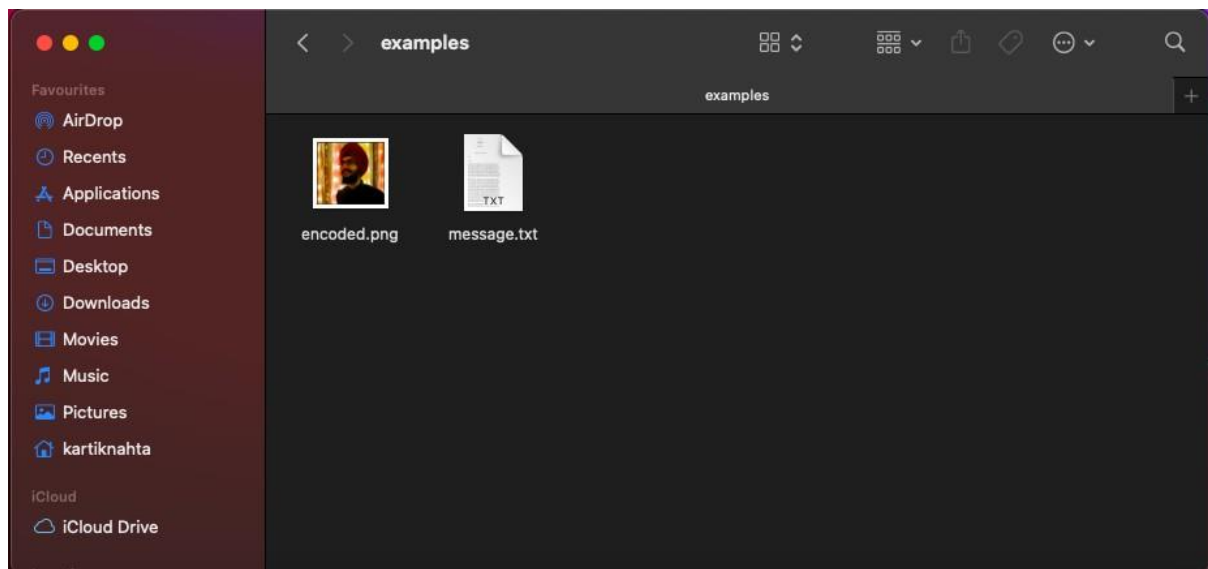 examples
examples
Favourites
AirDrop
Recents
Applications
Documents
Desktop
Downloads
Movies
Music
Pictures
kartiknahta
iCloud
iCloud Drive
TXT
encoded.png message.txt